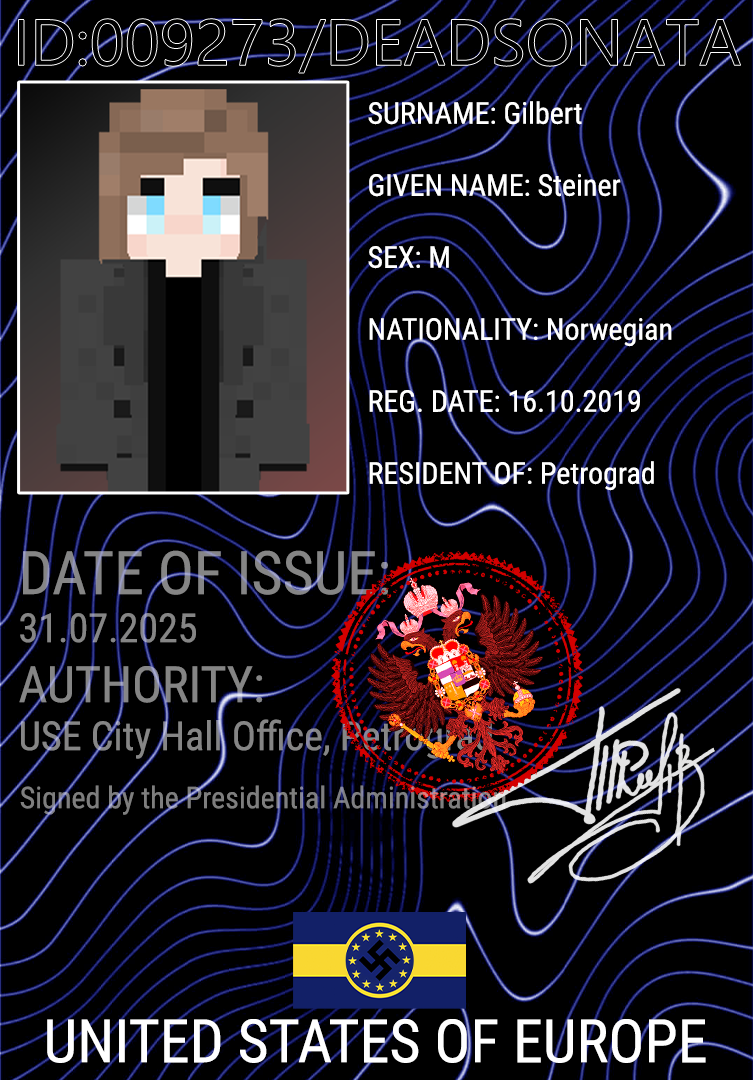 ID:009273/DEADSONATA
SURNAME: Gilbert
GIVEN NAME: Steiner
SEX: M
NATIONALITY: Norwegian
REG. DATE: 16.10.2019
RESIDENT OF: Petrograd
DATE OF ISSUE:
31.07.2025
AUTHORITY:
USE City Hall Office, Petrograd
Signed by the Presidential Administration
UNITED STATES OF EUROPE